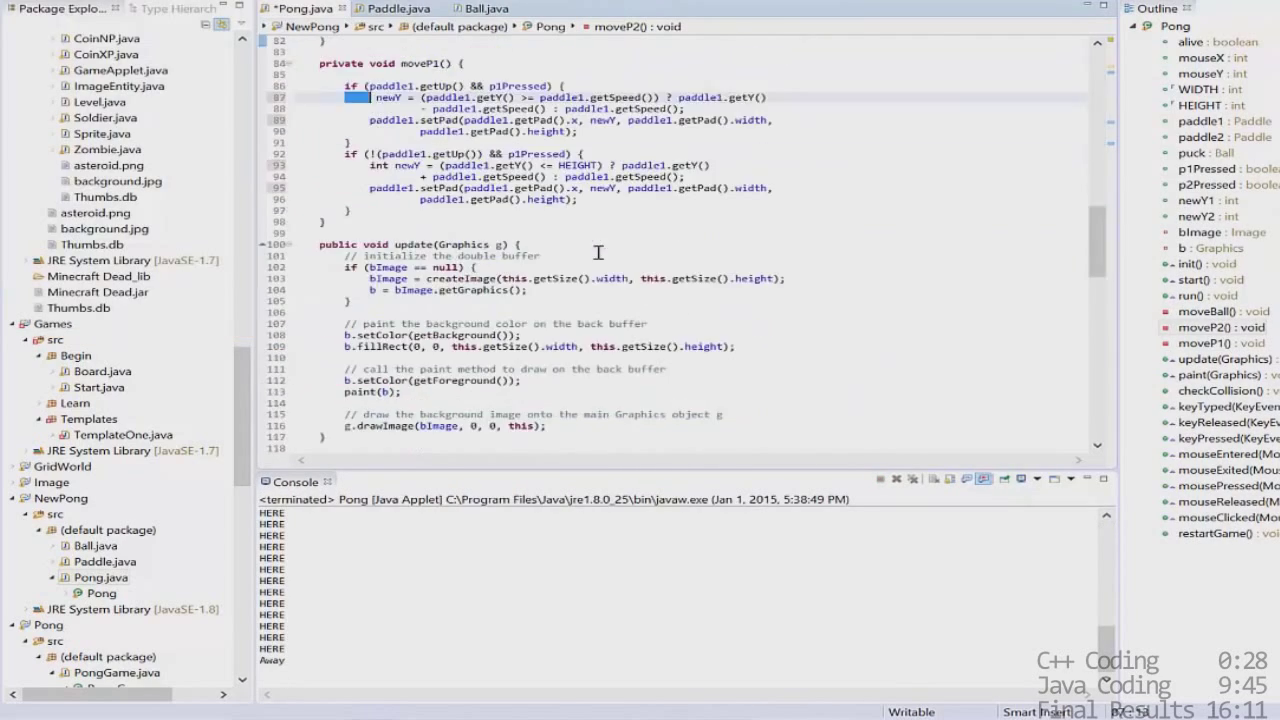 Package Explo...
Type Hierarch
*Pong.java
Paddle.java
Ball.java
Outline
NewPong
src
(default package)
Pong
moveP2() : void
CoinNP.java
CoinXP.java
GameApplet.java
ImageEntity.java
Level.java
Soldier.java
Sprite.java
Zombie.java
asteroid.png
background.jpg
Thumbs.db
asteroid.png
background.jpg
Thumbs.db
JRE System Library [JavaSE-1.7]
Minecraft Dead_lib
Minecraft Dead.jar
Thumbs.db
Games
src
Begin
Board.java
Start.java
Learn
Templates
TemplateOne.java
JRE System Library [JavaSE-1.7]
GridWorld
Image
NewPong
src
(default package)
Ball.java
Paddle.java
Pong.java
Pong
JRE System Library [JavaSE-1.8]
Pong
src
(default package)
PongGame.java
82 }
83
84 private void moveP1() {
85
86 if (paddle1.getUp() && p1Pressed) {
87 newY = (paddle1.getY() >= paddle1.getSpeed()) ? paddle1.getY()
88 - paddle1.getSpeed() : paddle1.getSpeed();
89 paddle1.setPad(paddle1.getPad().x, newY, paddle1.getPad().width,
90 paddle1.getPad().height);
91 }
92 if (!(paddle1.getUp()) && p1Pressed) {
93 int newY = (paddle1.getY() <= HEIGHT) ? paddle1.getY()
94 + paddle1.getSpeed() : paddle1.getSpeed();
95 paddle1.setPad(paddle1.getPad().x, newY, paddle1.getPad().width,
96 paddle1.getPad().height);
97 }
98 }
99
100 public void update(Graphics g) {
101 // initialize the double buffer
102 if (bImage == null) {
103 bImage = createImage(this.getSize().width, this.getSize().height);
104 b = bImage.getGraphics();
105 }
106
107 // paint the background color on the back buffer
108 b.setColor(getBackground());
109 b.fillRect(0, 0, this.getSize().width, this.getSize().height);
110
111 // call the paint method to draw on the back buffer
112 b.setColor(getForeground());
113 paint(b);
114
115 // draw the background image onto the main Graphics object g
116 g.drawImage(bImage, 0, 0, this);
117 }
118
Console
<terminated> Pong [Java Applet] C:\Program Files\Java\jre1.8.0_25\bin\javaw.exe (Jan 1, 2015, 5:38:49 PM)
HERE
HERE
HERE
HERE
HERE
HERE
HERE
HERE
HERE
HERE
HERE
HERE
HERE
Away
Pong
alive : boolean
mouseX : int
mouseY : int
WIDTH : int
HEIGHT : int
paddle1 : Paddle
paddle2 : Paddle
puck : Ball
p1Pressed : boolean
p2Pressed : boolean
newY1 : int
newY2 : int
bImage : Image
b : Graphics
init() : void
start() : void
run() : void
moveBall() : void
moveP2() : void
moveP1() : void
update(Graphics) :
paint(Graphics) : vo
checkCollision() :
keyTyped(KeyEven
keyReleased(KeyE
keyPressed(KeyEve
mouseEntered(Mo
mouseExited(Mou
mousePressed(Mo
mouseReleased(Mo
mouseClicked(Mou
restartGame() : voi
C++ Coding 0:28
Java Coding 9:45
Final Results 16:11
Writable
Smart Insert